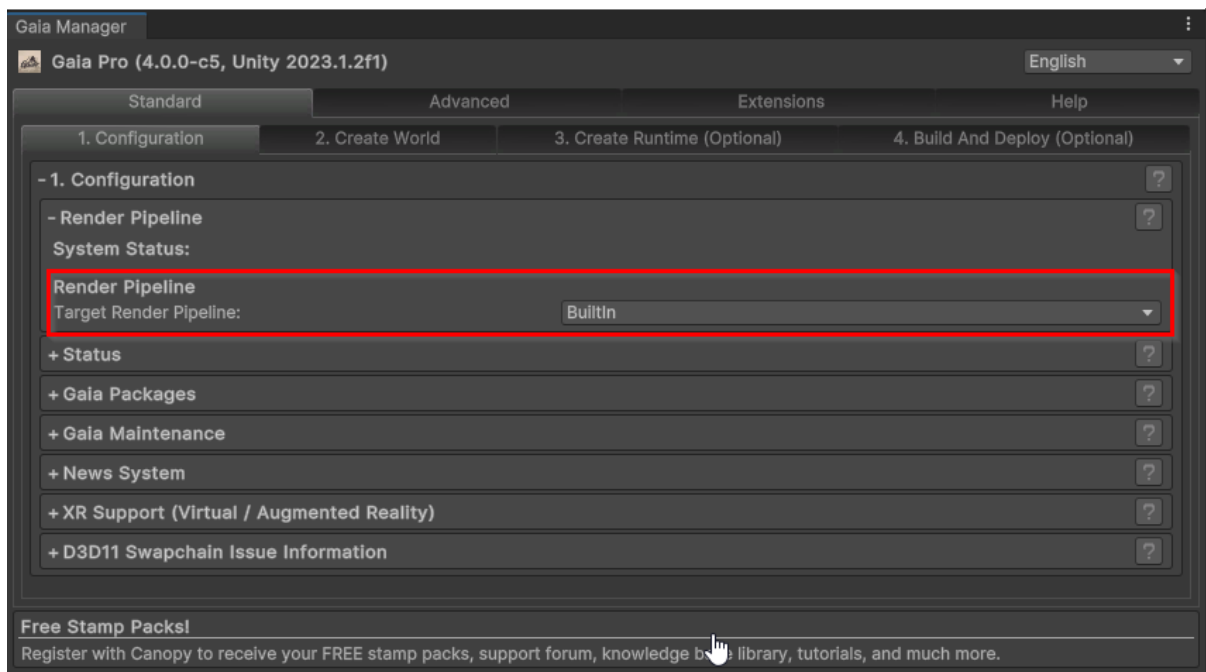 Gaia Manager
Gaia Pro (4.0.0-c5, Unity 2023.1.2f1) English
Standard Advanced Extensions Help
1. Configuration 2. Create World 3. Create Runtime (Optional) 4. Build And Deploy (Optional)
- 1. Configuration ?
- Render Pipeline ?
System Status:
Render Pipeline
Target Render Pipeline: BuiltIn
+ Status ?
+ Gaia Packages ?
+ Gaia Maintenance ?
+ News System ?
+ XR Support (Virtual / Augmented Reality) ?
+ D3D11 Swapchain Issue Information ?
Free Stamp Packs!
Register with Canopy to receive your FREE stamp packs, support forum, knowledge library, tutorials, and much more.